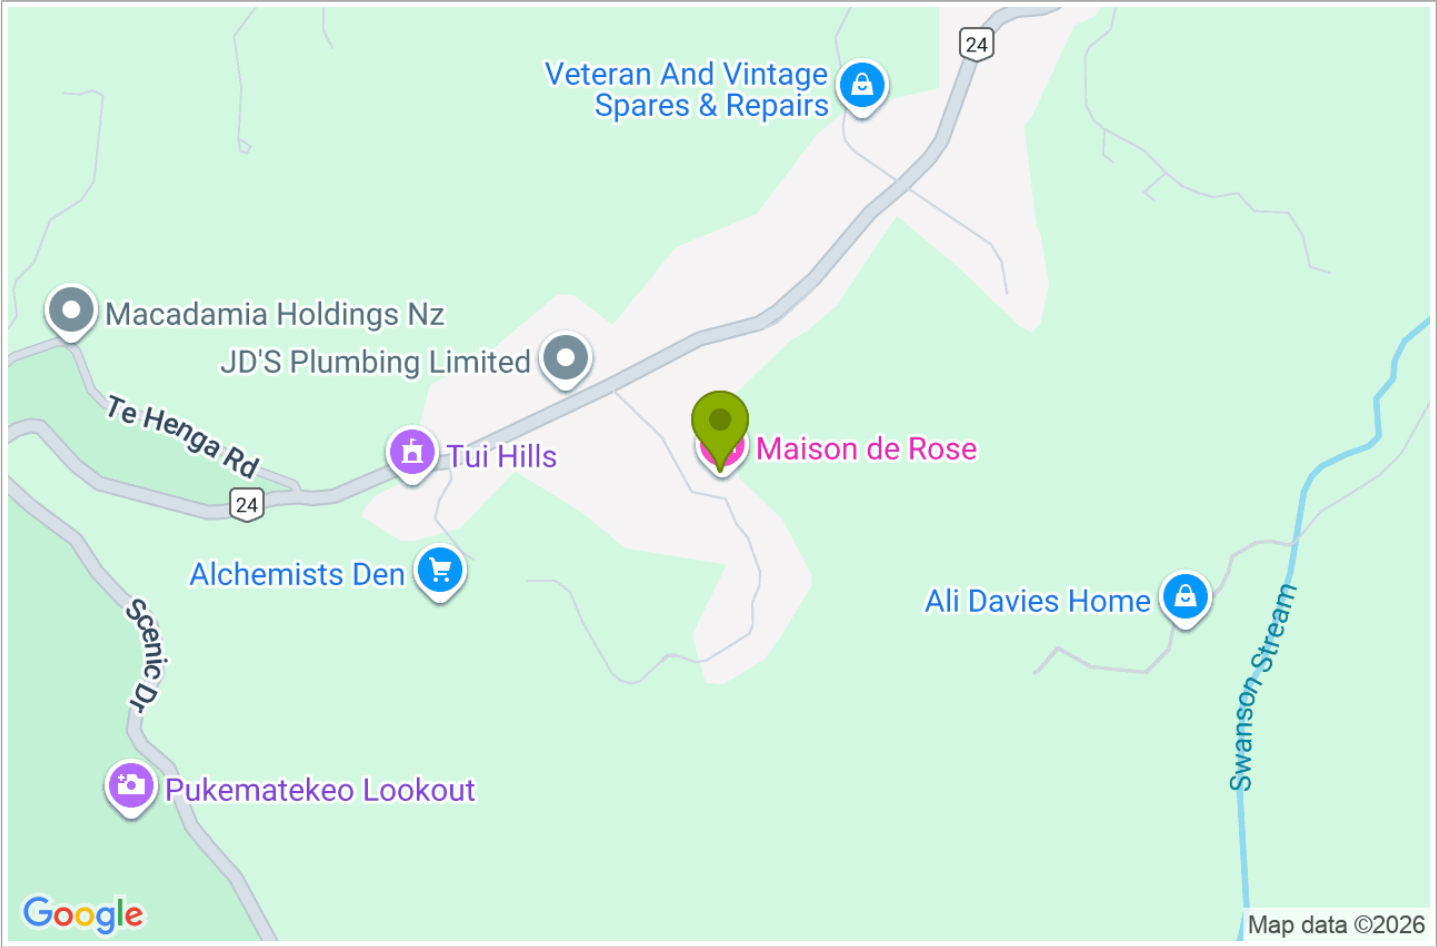 24
Veteran And Vintage
Spares & Repairs
Macadamia Holdings Nz
JD'S Plumbing Limited
Te Henga Rd
Tui Hills
Maison de Rose
24
Alchemists Den
Ali Davies Home
Scenic Dr
Swanson Stream
Pukematekeo Lookout
Google
Map data ©2026